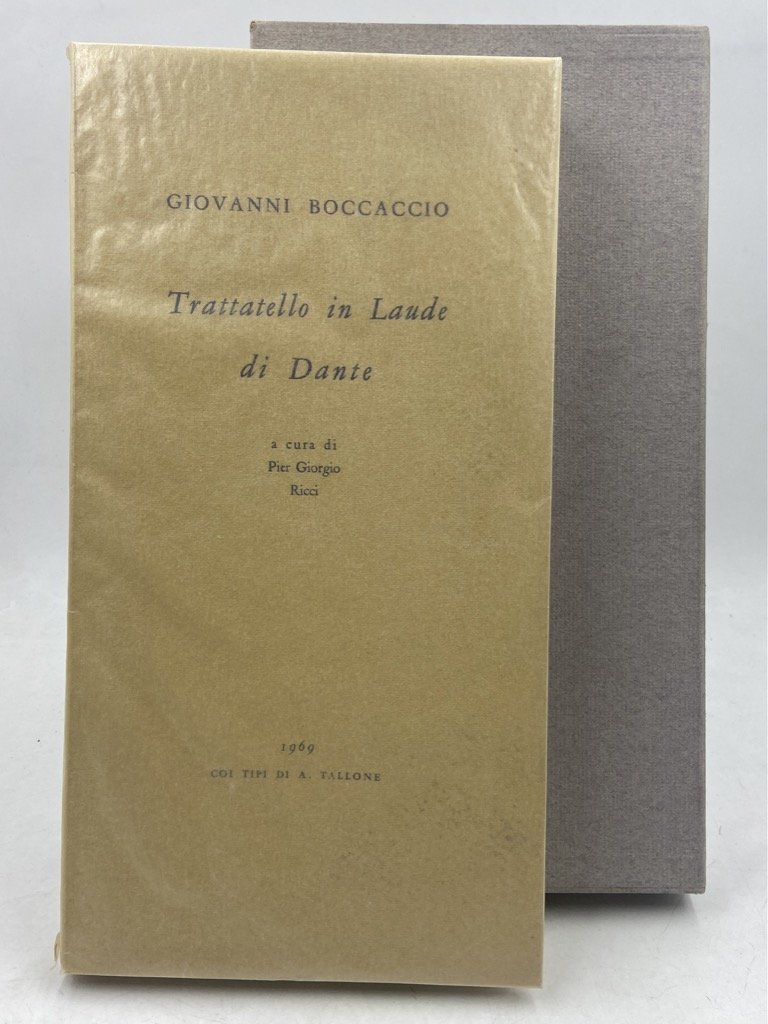 GIOVANNI BOCCACCIO
Trattatello in Laude
di Dante
a cura di
Pier Giorgio
Ricci
1969
COI TIPI DI A. TALLONE